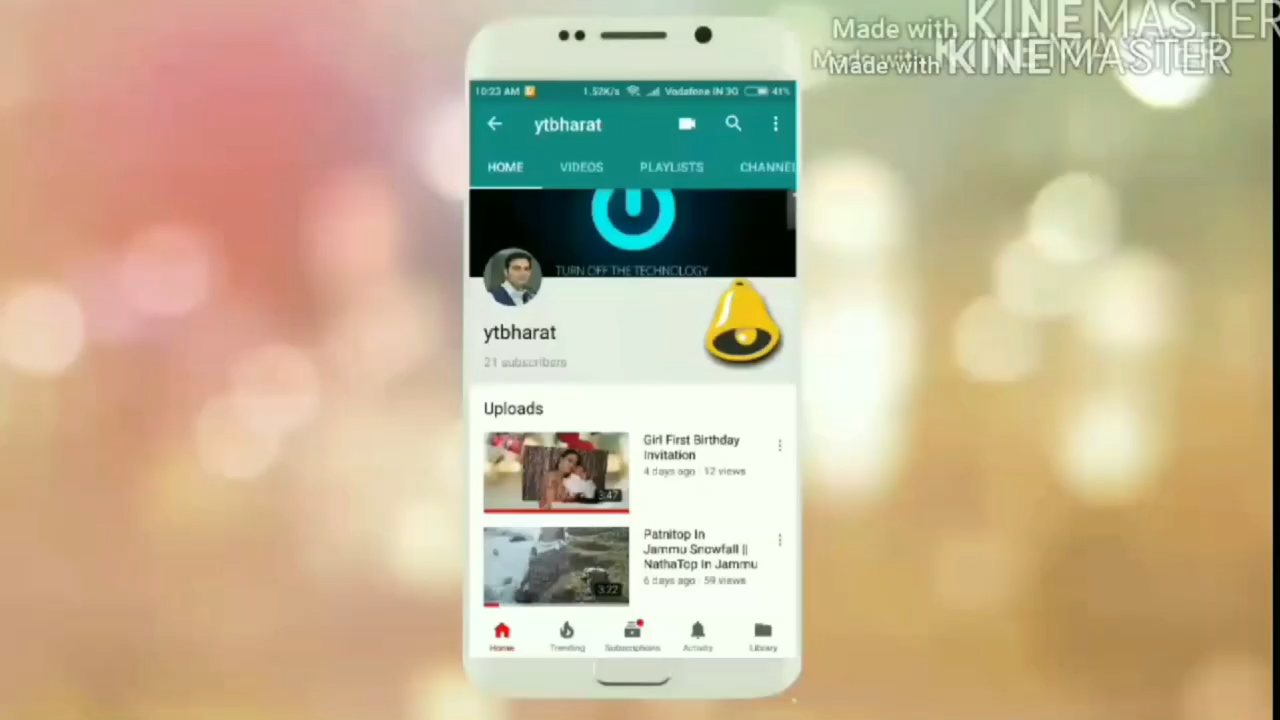 Made with KINEMASTER
Made with KINEMASTER
10:23 AM 1.52K/s Vodafone IN 3G 41%
ytbharat
HOME VIDEOS PLAYLISTS CHANNEL
TURN OFF THE TECHNOLOGY
ytbharat
21 subscribers
Uploads
Girl First Birthday
Invitation
4 days ago · 12 views
3:47
Patnitop In
Jammu Snowfall ||
NathaTop In Jammu
6 days ago · 59 views
3:22
Home Trending Subscriptions Activity Library